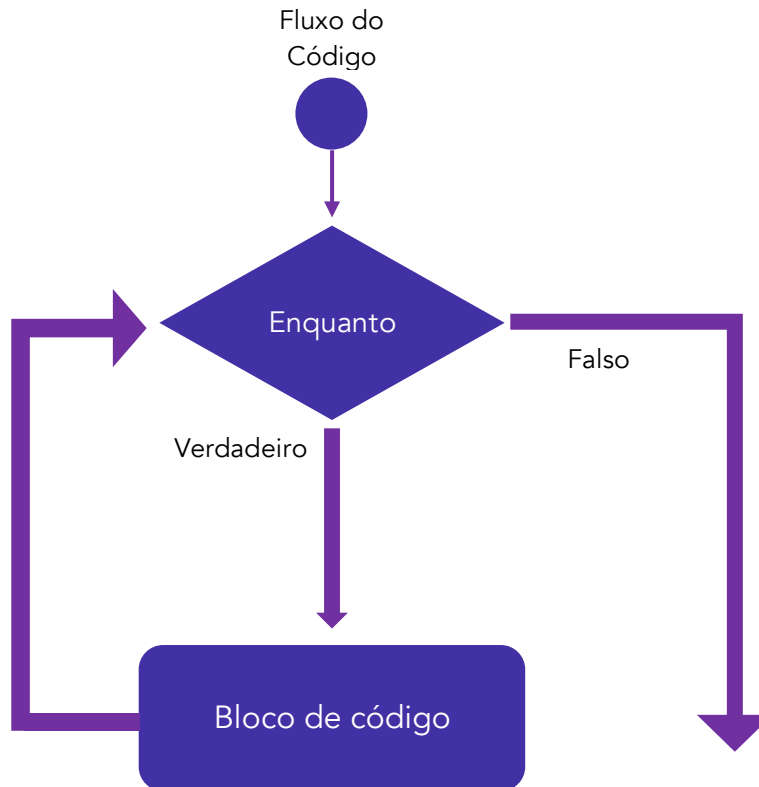 Fluxo do
Código
Enquanto
Falso
Verdadeiro
Bloco de código